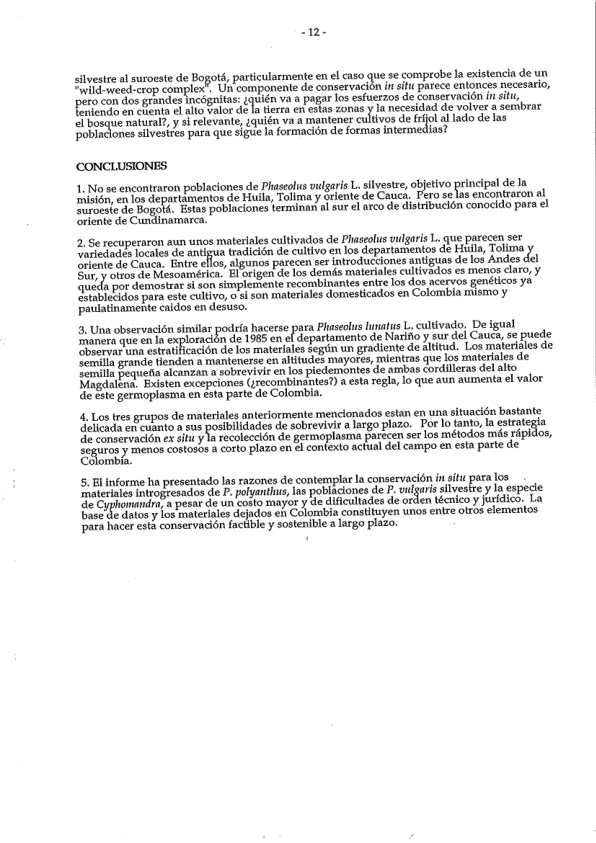 - 12 -
silvestre al suroeste de Bogotá, particularmente en el caso que se comprobe la existencia de un
"wild-weed-crop complex". Un componente de conservación in situ parece entonces necesario,
pero con dos grandes incógnitas: ¿quién va a pagar los esfuerzos de conservación in situ,
teniendo en cuenta el alto valor de la tierra en estas zonas y la necesidad de volver a sembrar
el bosque natural?, y si relevante, ¿quién va a mantener cultivos de fríjol al lado de las
poblaciones silvestres para que sigue la formación de formas intermedias?
CONCLUSIONES
1. No se encontraron poblaciones de Phaseolus vulgaris L. silvestre, objetivo principal de la
misión, en los departamentos de Huila, Tolima y oriente de Cauca. Pero se las encontraron al
suroeste de Bogotá. Estas poblaciones terminan al sur el arco de distribución conocido para el
oriente de Cundinamarca.
2. Se recuperaron aun unos materiales cultivados de Phaseolus vulgaris L. que parecen ser
variedades locales de antigua tradición de cultivo en los departamentos de Huila, Tolima y
oriente de Cauca. Entre ellos, algunos parecen ser introducciones antiguas de los Andes del
Sur, y otros de Mesoamérica. El origen de los demás materiales cultivados es menos claro, y
queda por demostrar si son simplemente recombinantes entre los dos acervos genéticos ya
establecidos para este cultivo, o si son materiales domesticados en Colombia mismo y
paulatinamente caidos en desuso.
3. Una observación similar podría hacerse para Phaseolus lunatus L. cultivado. De igual
manera que en la exploración de 1985 en el departamento de Nariño y sur del Cauca, se puede
observar una estratificación de los materiales según un gradiente de altitud. Los materiales de
semilla grande tienden a mantenerse en altitudes mayores, mientras que los materiales de
semilla pequeña alcanzan a sobrevivir en los piedemontes de ambas cordilleras del alto
Magdalena. Existen excepciones (¿recombinantes?) a esta regla, lo que aun aumenta el valor
de este germoplasma en esta parte de Colombia.
4. Los tres grupos de materiales anteriormente mencionados estan en una situación bastante
delicada en cuanto a sus posibilidades de sobrevivir a largo plazo. Por lo tanto, la estrategia
de conservación ex situ y la recolección de germoplasma parecen ser los métodos más rápidos,
seguros y menos costosos a corto plazo en el contexto actual del campo en esta parte de
Colombia.
5. El informe ha presentado las razones de contemplar la conservación in situ para los
materiales introgresados de P. polyanthus, las poblaciones de P. vulgaris silvestre y la especie
de Cyphomandra, a pesar de un costo mayor y de dificultades de orden técnico y jurídico. La
base de datos y los materiales dejados en Colombia constituyen unos entre otros elementos
para hacer esta conservación factible y sostenible a largo plazo.